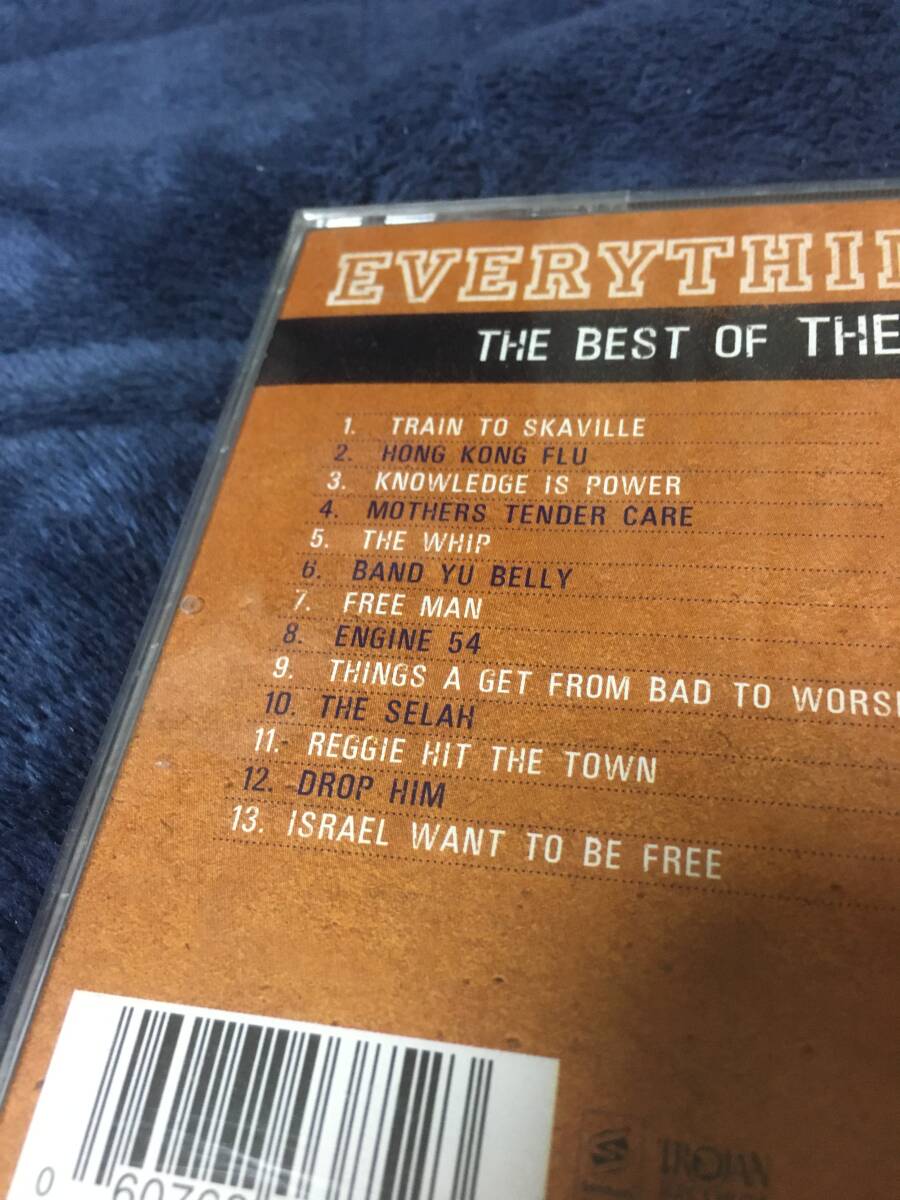 EVERYTHI
THE BEST OF THE
1. TRAIN TO SKAVILLE
2. HONG KONG FLU
3. KNOWLEDGE IS POWER
4. MOTHERS TENDER CARE
5. THE WHIP
6. BAND YU BELLY
7. FREE MAN
8. ENGINE 54
9. THINGS A GET FROM BAD TO WORS
10. THE SELAH
11. REGGIE HIT THE TOWN
12. DROP HIM
13. ISRAEL WANT TO BE FREE
0
TROJAN